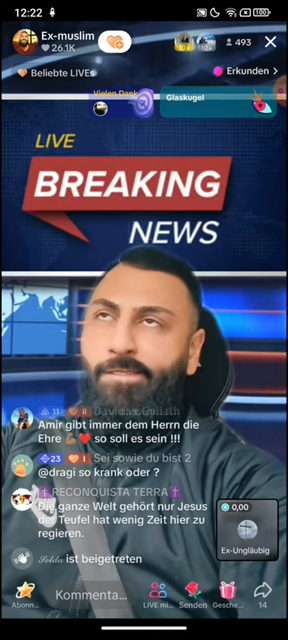 12:22
100
Ex-muslim
26.1K
493
Beliebte LIVEs
Erkunden >
Vielen Dank
Glaskugel
LIVE
BREAKING
NEWS
11 I David vs. Goliath
Amir gibt immer dem Herrn die
Ehre 💪🏽❤️ so soll es sein !!!
23 I Sei sowie du bist 2
@dragi so krank oder ?
✝️RECONQUISTA TERRA✝️
Die ganze Welt gehört nur Jesus
der Teufel hat wenig Zeit hier zu
regieren.
ist beigetreten
0,00
Ex-Ungläubig
Abonn...
Kommenta...
LIVE mi...
Senden
Gesche...
14